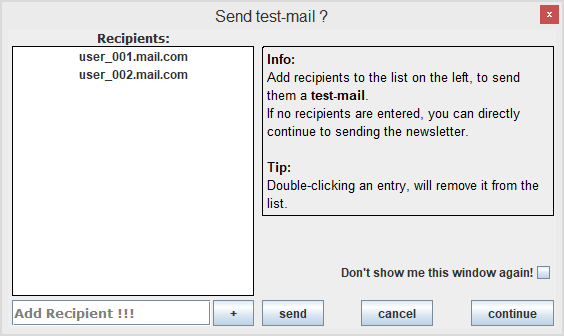 Send test-mail ?
x
Recipients:
user_001.mail.com
user_002.mail.com
Info:
Add recipients to the list on the left, to send
them a test-mail.
If no recipients are entered, you can directly
continue to sending the newsletter.
Tip:
Double-clicking an entry, will remove it from the
list.
Don't show me this window again!
Add Recipient !!!
+
send
cancel
continue